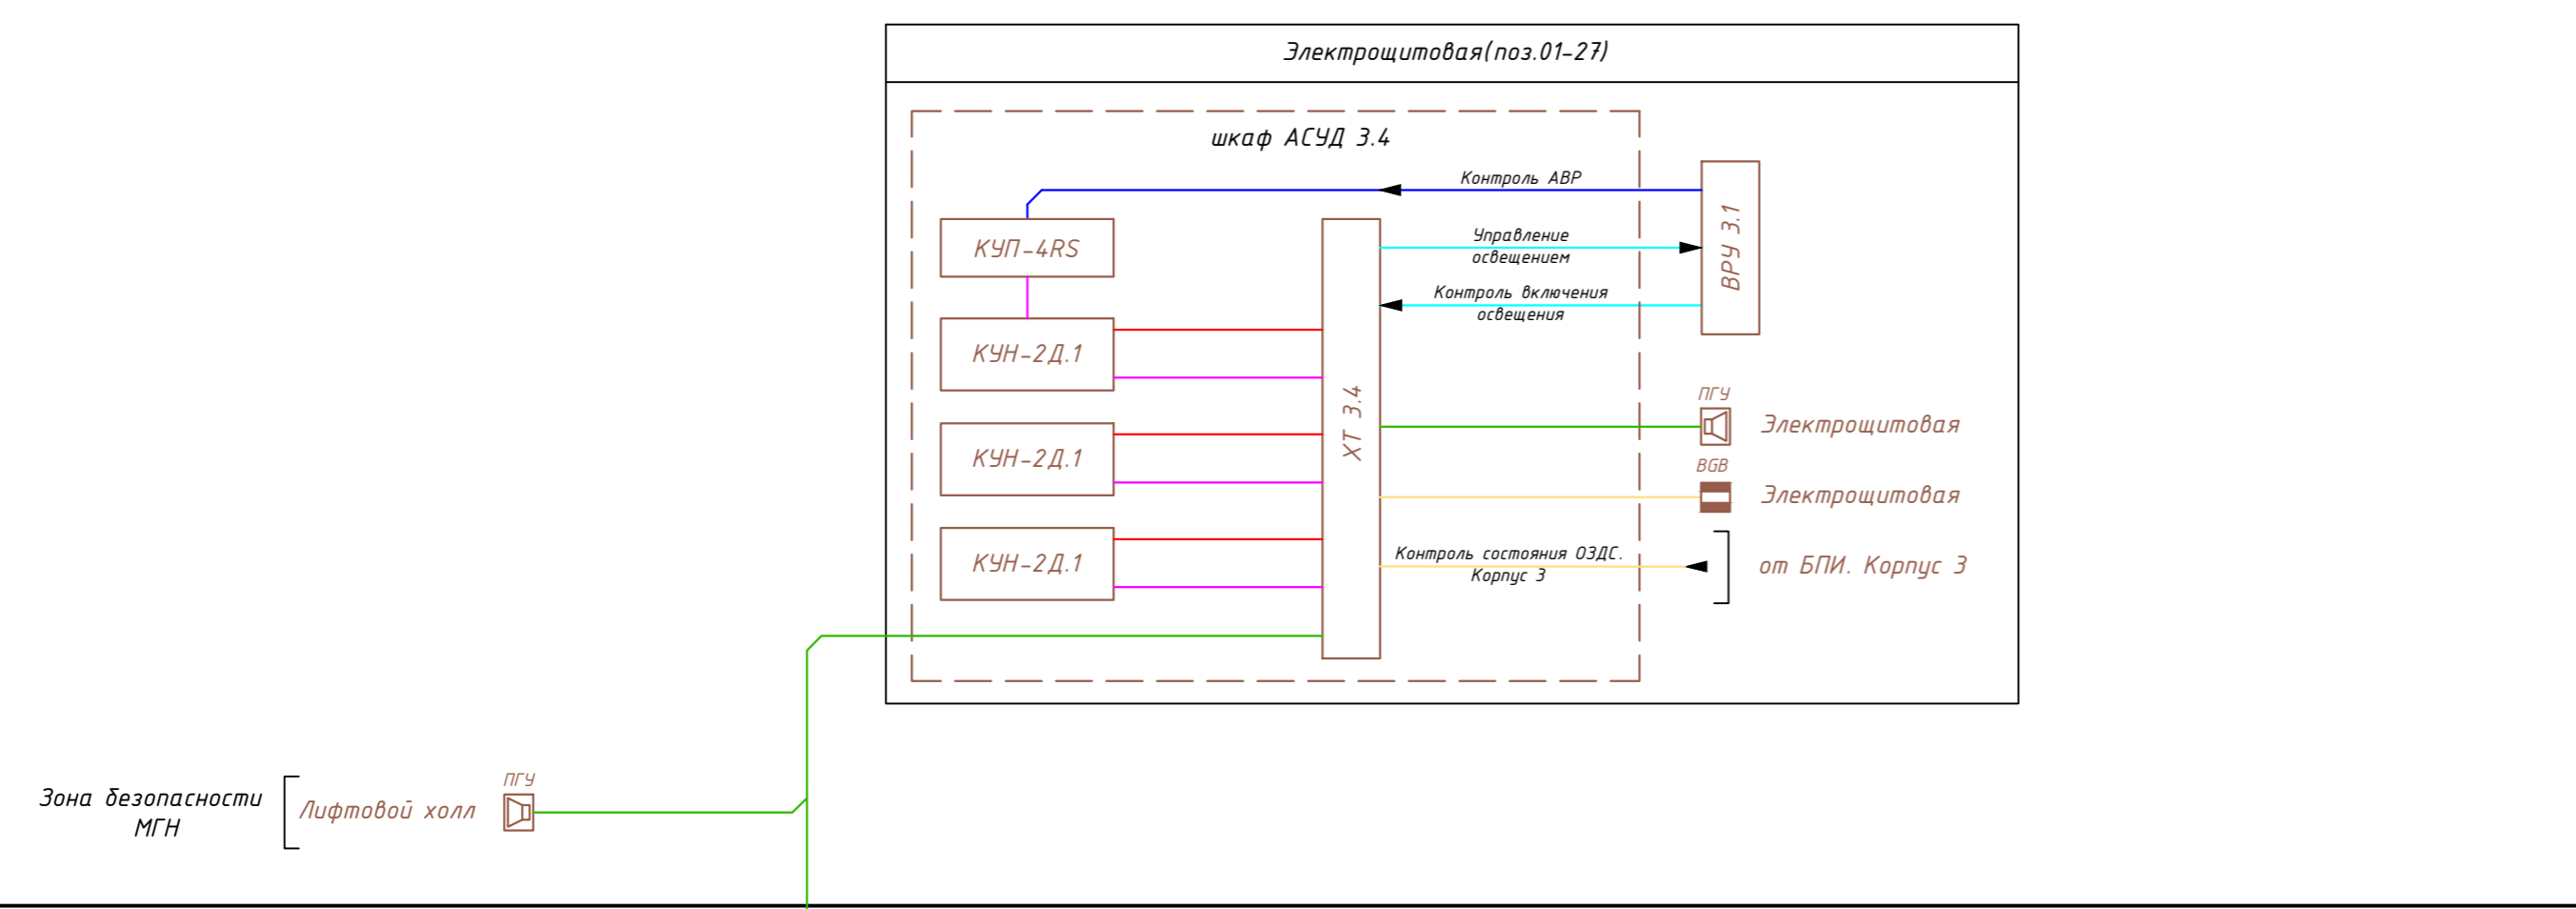 Электрощитовая(поз.01-27)
шкаф АСУД 3.4
Контроль АВР
КУП-4RS
Управление
освещением
ВРУ 3.1
Контроль включения
освещения
КУН-2Д.1
ХТ 3.4
ПГУ
Электрощитовая
КУН-2Д.1
BGB
Электрощитовая
КУН-2Д.1
Контроль состояния ОЗДС.
Корпус 3
от БПИ. Корпус 3
Зона безопасности
МГН
Лифтовой холл
ПГУ